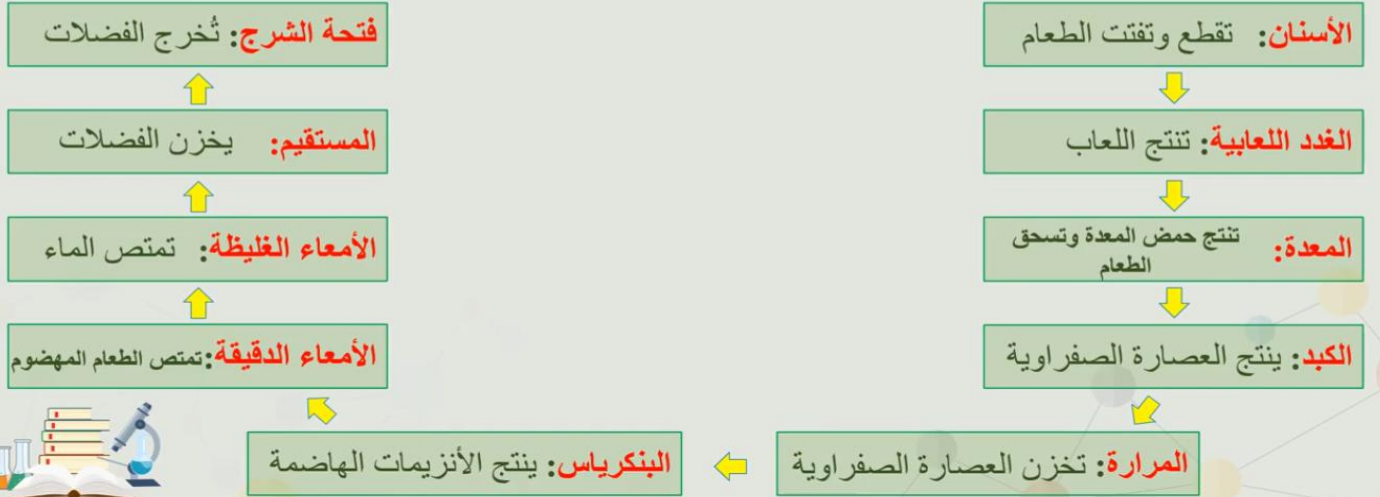 الأسنان: تقطع وتفتت الطعام
الغدد اللعابية: تنتج اللعاب
المعدة: تنتج حمض المعدة وتسحق
الطعام
الكبد: ينتج العصارة الصفراوية
المرارة: تخزن العصارة الصفراوية
البنكرياس: ينتج الأنزيمات الهاضمة
الأمعاء الدقيقة:تمتص الطعام المهضوم
الأمعاء الغليظة: تمتص الماء
المستقيم: يخزن الفضلات
فتحة الشرج: تُخرج الفضلات